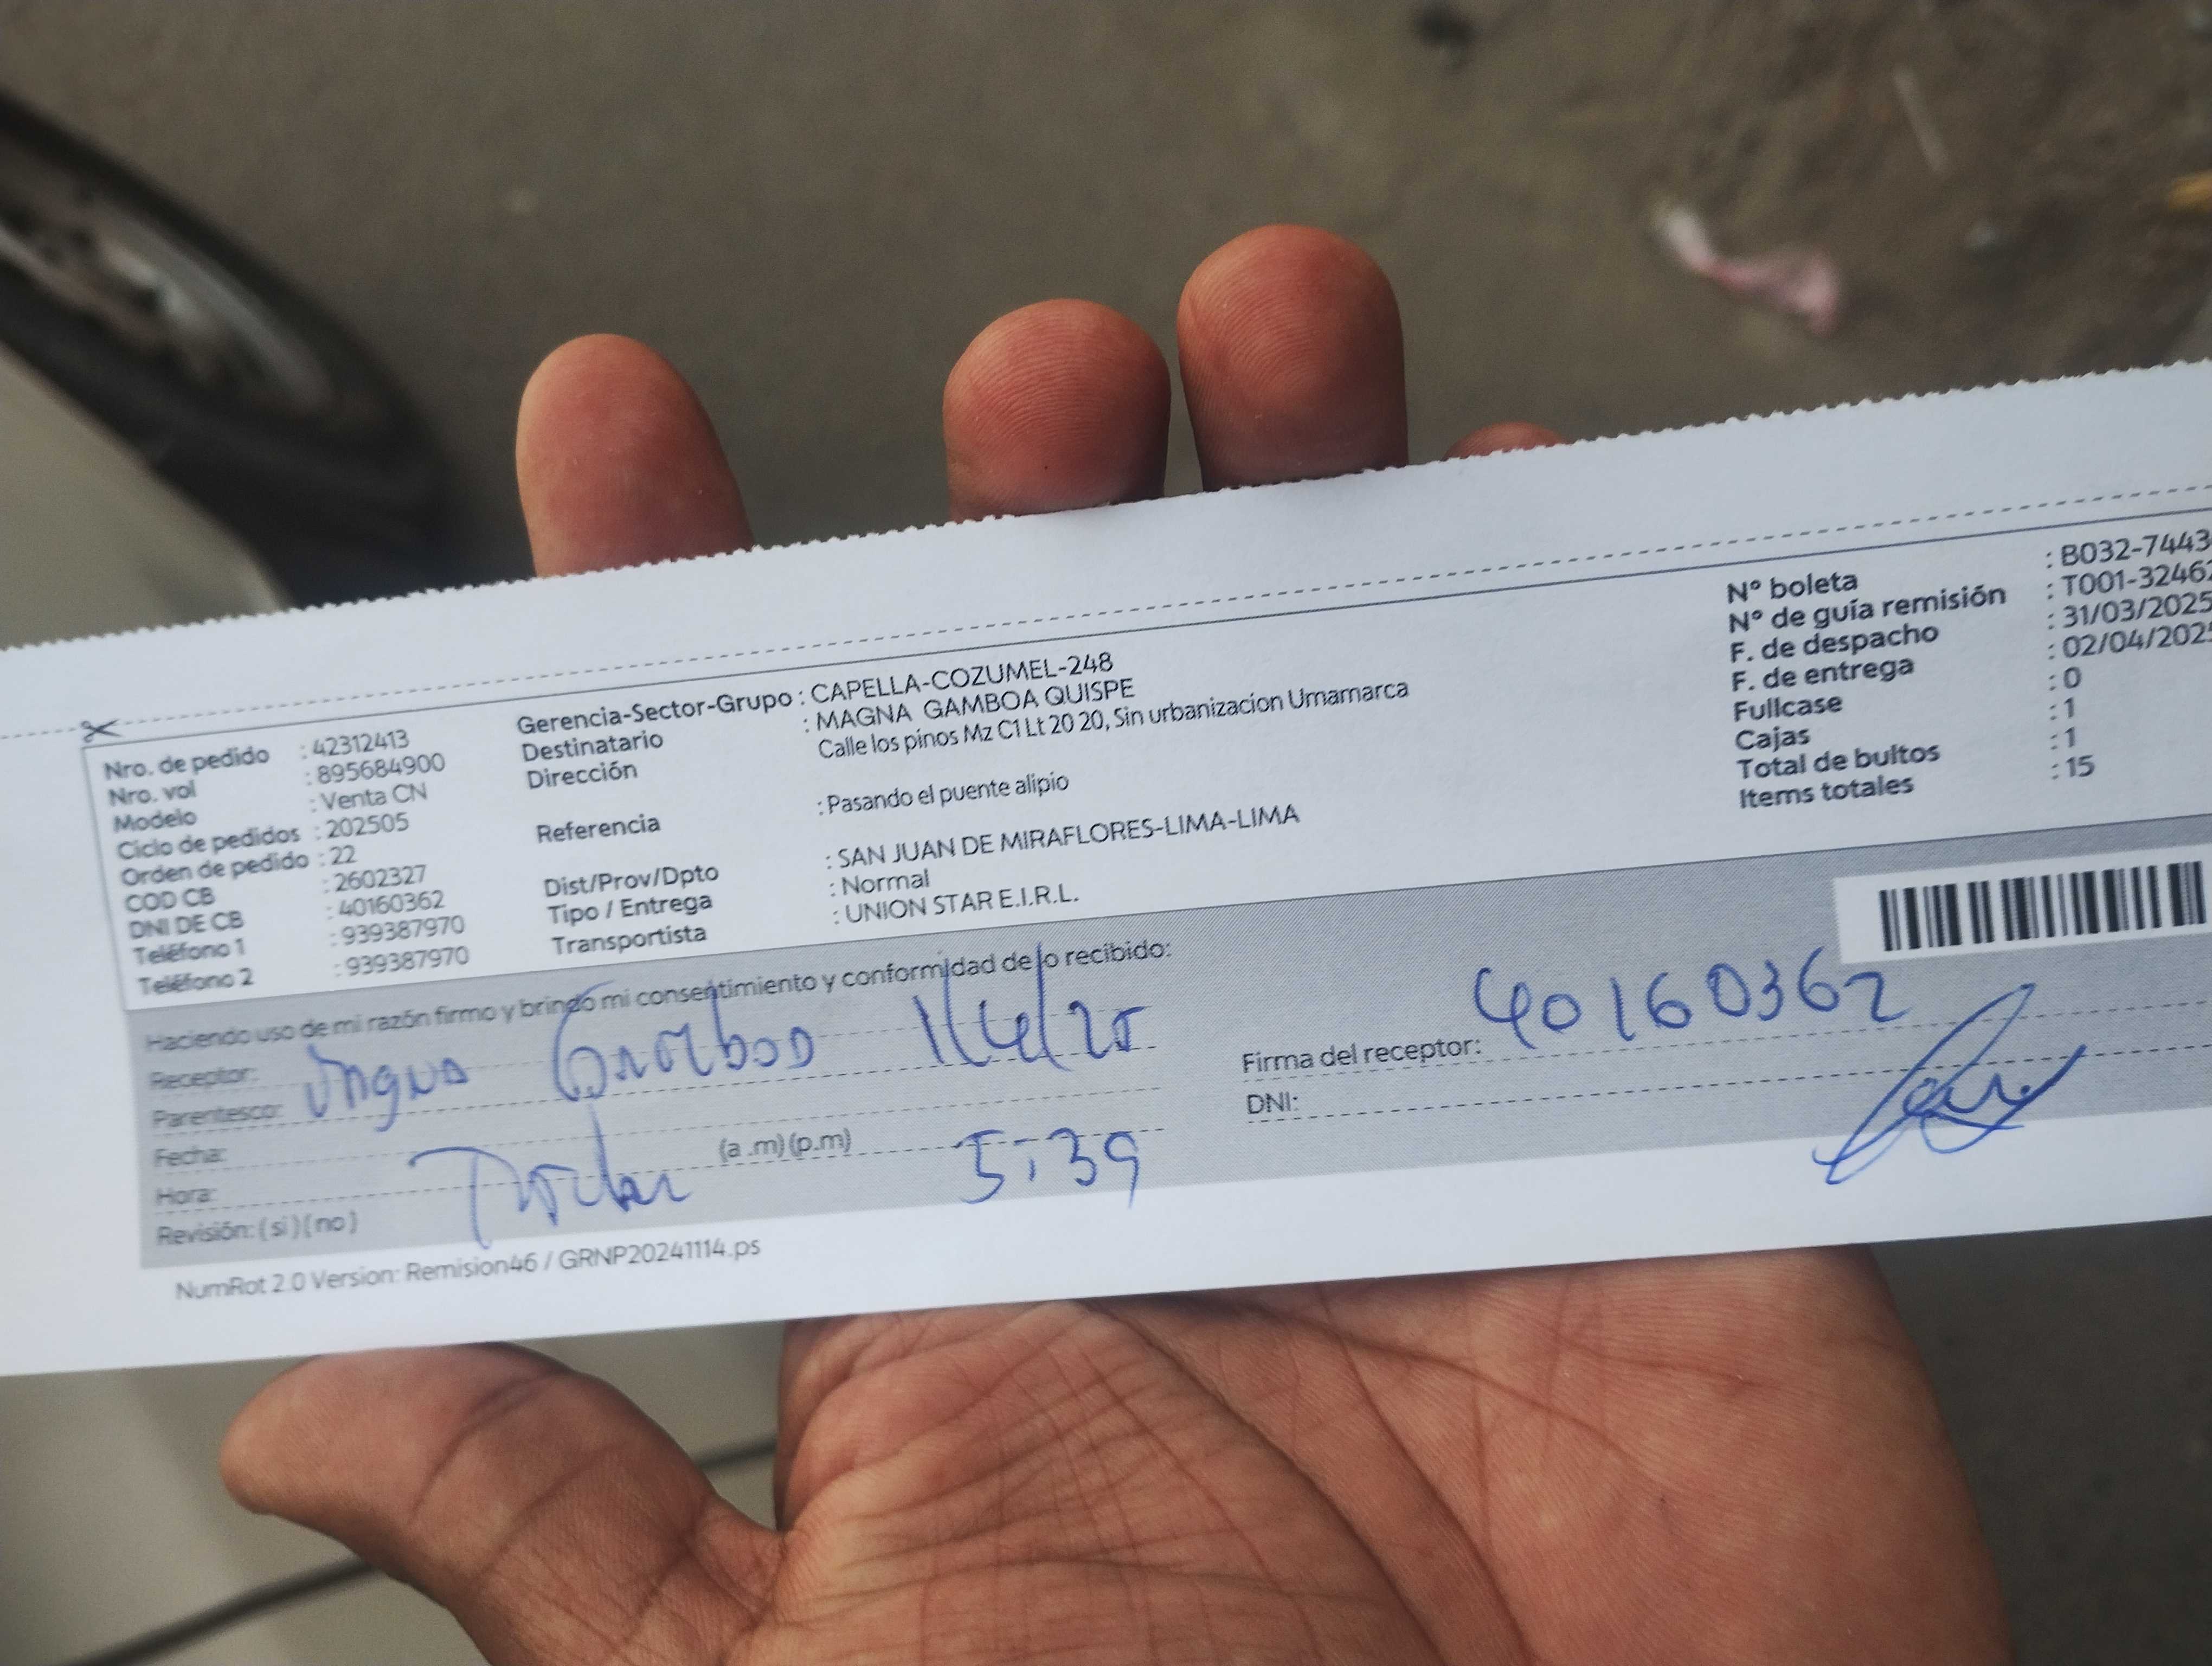 Nro. de pedido : 42312413
Nro. vol : 895684900
Modelo : Venta CN
Ciclo de pedidos : 202505
Orden de pedido : 22
COD CB : 2602327
DNI DE CB : 40160362
Teléfono 1 : 939387970
Teléfono 2 : 939387970
Gerencia-Sector-Grupo : CAPELLA-COZUMEL-248
Destinatario : MAGNA GAMBOA QUISPE
Dirección Calle los pinos Mz C1 Lt 20 20, Sin urbanizacion Umamarca
Referencia : Pasando el puente alipio
Dist/Prov/Dpto : SAN JUAN DE MIRAFLORES-LIMA-LIMA
Tipo / Entrega : Normal
Transportista : UNION STAR E.I.R.L.
N° boleta : B032-7443
N° de guía remisión : T001-3246
F. de despacho : 31/03/2025
F. de entrega : 02/04/2025
Fullcase : 0
Cajas : 1
Total de bultos : 1
Items totales : 15
Haciendo uso de mi razón firmo y brindo mi consentimiento y conformidad de lo recibido:
Receptor: 1/4/25
Parentesco:
Fecha:
Hora: (a .m) (p.m) 5:39
Revisión: ( si ) ( no )
Firma del receptor: 40160362
DNI:
NumRot 2.0 Version: Remision46 / GRNP20241114.ps